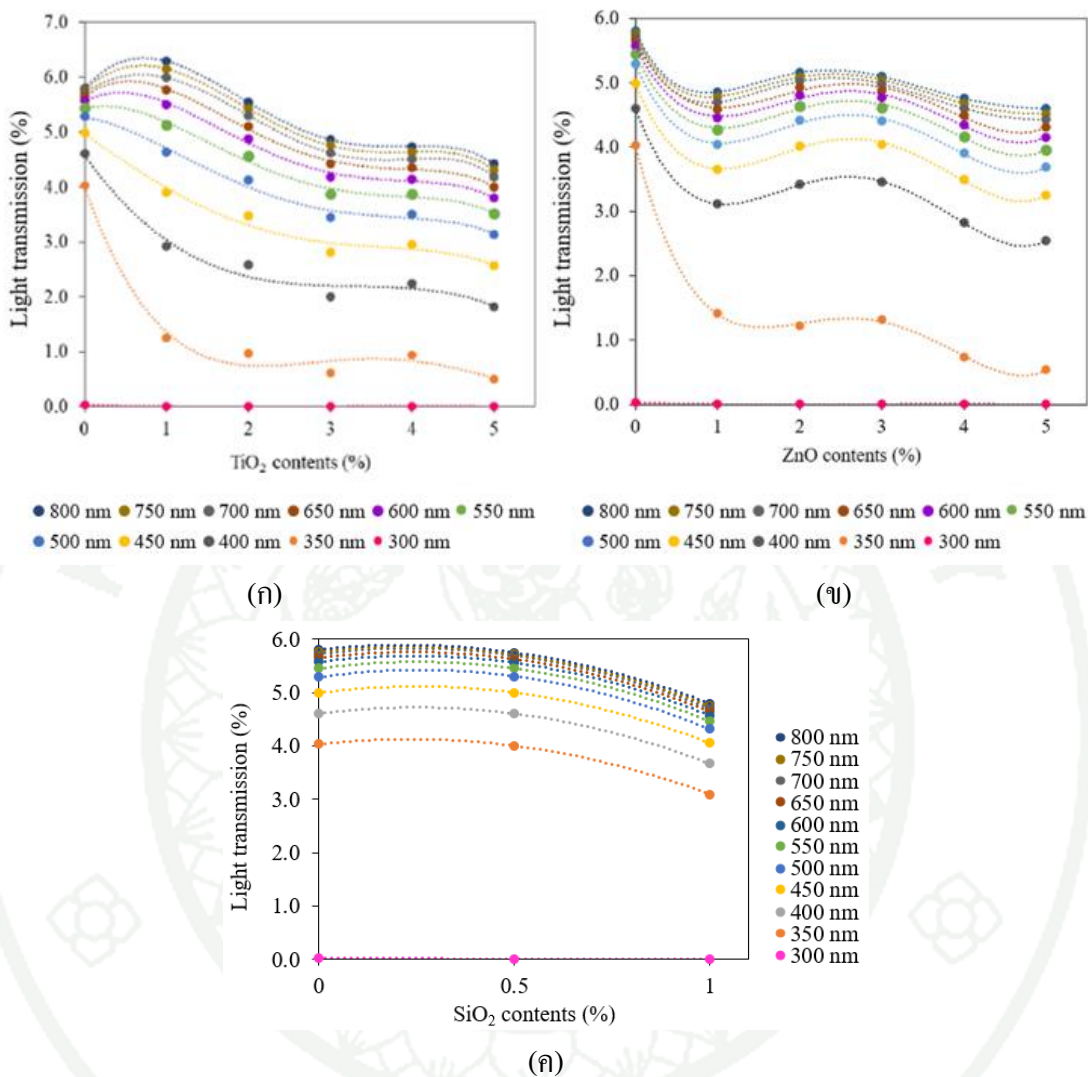 7.0
6.0
5.0
4.0
3.0
2.0
1.0
0.0
Light transmission (%)
0 1 2 3 4 5
TiO₂ contents (%)
800 nm 750 nm 700 nm 650 nm 600 nm 550 nm
500 nm 450 nm 400 nm 350 nm 300 nm
(ก)
6.0
5.0
4.0
3.0
2.0
1.0
0.0
Light transmission (%)
0 1 2 3 4 5
ZnO contents (%)
800 nm 750 nm 700 nm 650 nm 600 nm 550 nm
500 nm 450 nm 400 nm 350 nm 300 nm
(ข)
6.0
5.0
4.0
3.0
2.0
1.0
0.0
Light transmission (%)
0 0.5 1
SiO₂ contents (%)
800 nm
750 nm
700 nm
650 nm
600 nm
550 nm
500 nm
450 nm
400 nm
350 nm
300 nm
(ค)